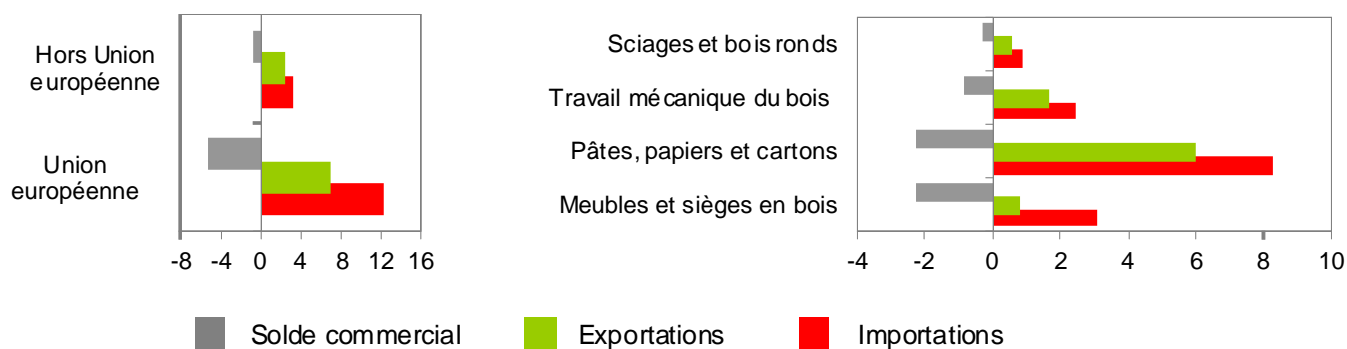 Hors Union
européenne
Union
européenne
-8 -4 0 4 8 12 16
Sciages et bois ronds
Travail mécanique du bois
Pâtes, papiers et cartons
Meubles et sièges en bois
-4 -2 0 2 4 6 8 10
Solde commercial Exportations Importations